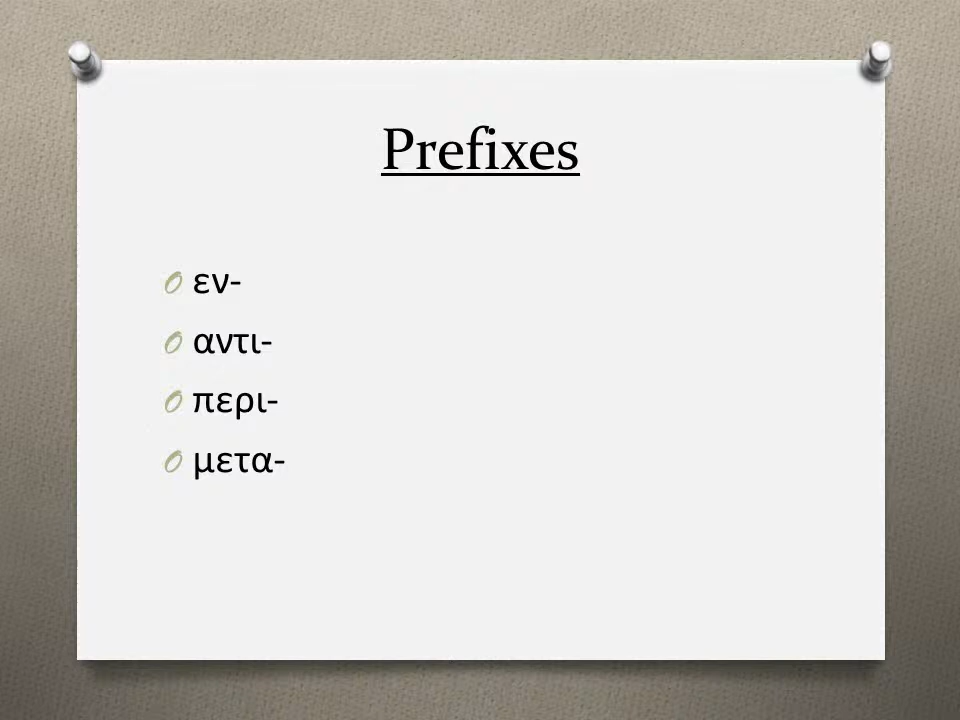 Prefixes
εν-
αντι-
περι-
μετα-